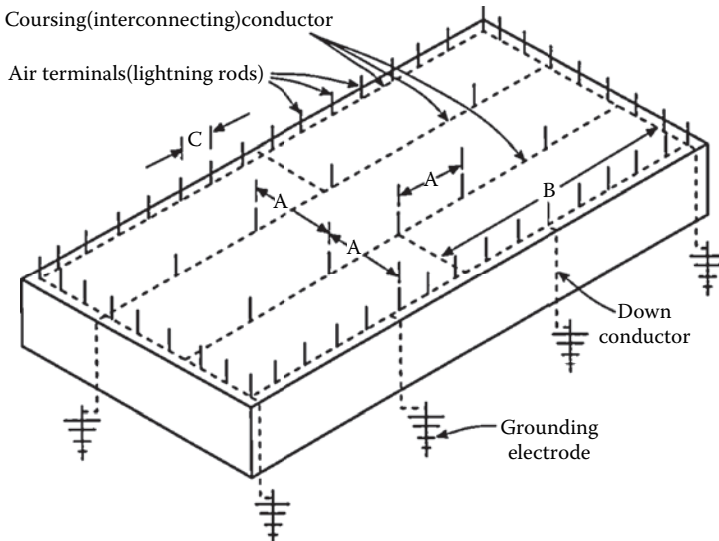 Coursing(interconnecting)conductor
Air terminals(lightning rods)
C
A
B
A
A
Down
conductor
Grounding
electrode